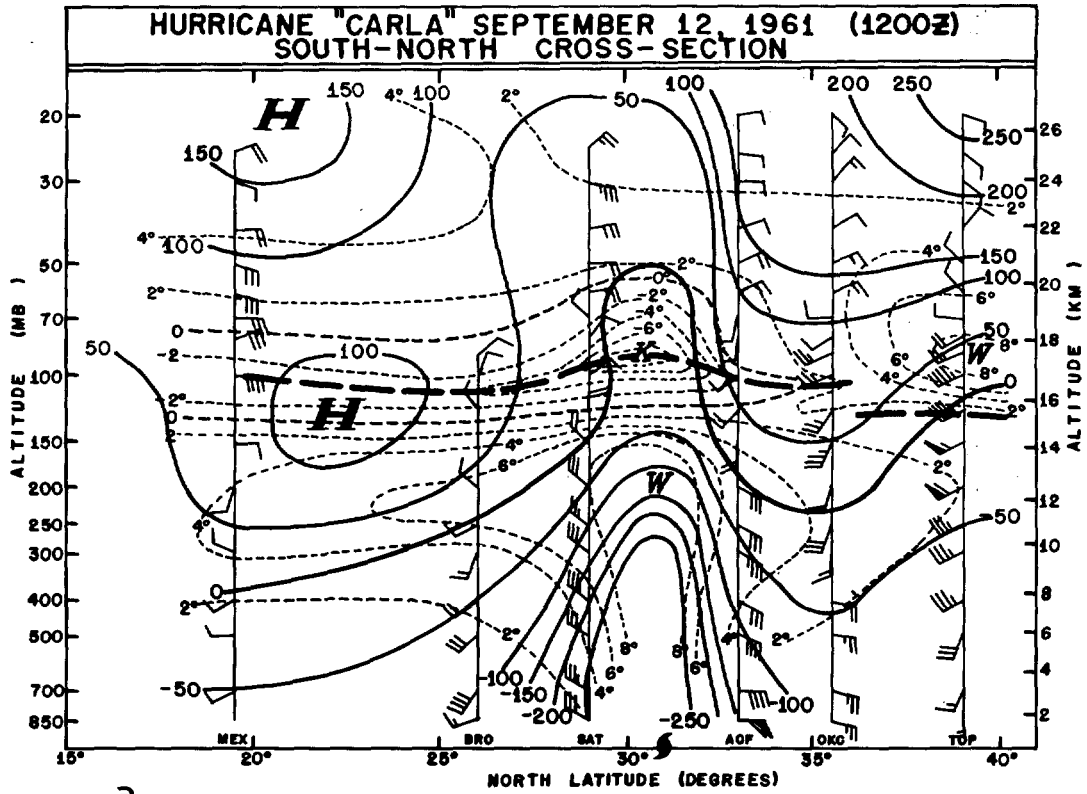 HURRICANE "CARLA" SEPTEMBER 12, 1961 (1200Z)
SOUTH-NORTH CROSS-SECTION
150 4° 100 2° 50 100 200 250
20 H 26
150 250
30 24
200
2°
4° 100 22
4° 150
50 2° 100 20
2° 0 6°
-2°
70 -4° 18
0 -6° 50
50 -2 100 K 6° W 8°
100 4° 8° 0
-2° H 16
0 2°
2
150 4° 14
6° 2°
200 W 12
250 4° -50
300 10
0
400 2° 8
500 2° 8° 8° 4° 2° 6
6° 6°
-100 4° 4
700 -50 -150 -100
-200 -250
850 2
MEX BRO SAT AOF OKC TOP
15° 20° 25° 30° 35° 40°
NORTH LATITUDE (DEGREES)
ALTITUDE (MB)
ALTITUDE (KM)